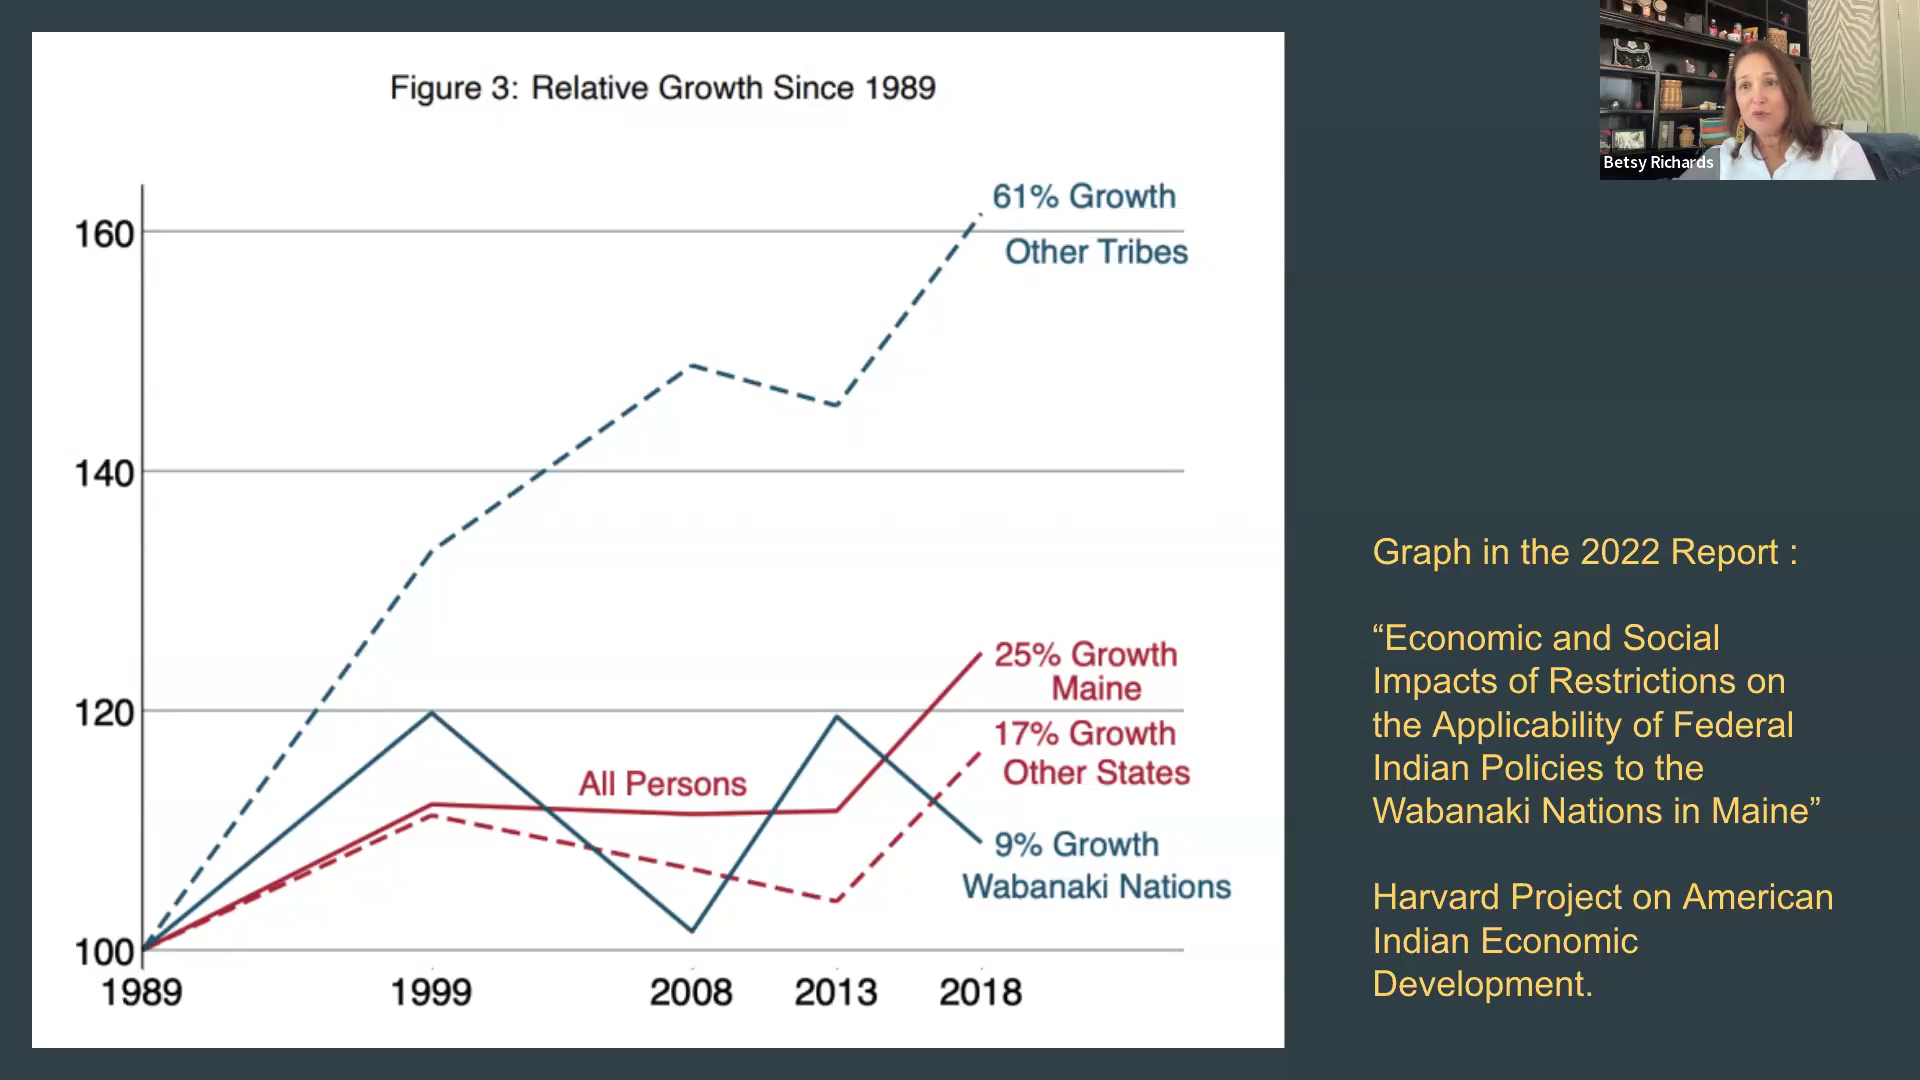 Figure 3: Relative Growth Since 1989
160
140
120
100
1989
1999
2008
2013
2018
61% Growth
Other Tribes
25% Growth
Maine
17% Growth
Other States
All Persons
9% Growth
Wabanaki Nations
Betsy Richards
Graph in the 2022 Report :
“Economic and Social
Impacts of Restrictions on
the Applicability of Federal
Indian Policies to the
Wabanaki Nations in Maine”
Harvard Project on American
Indian Economic
Development.